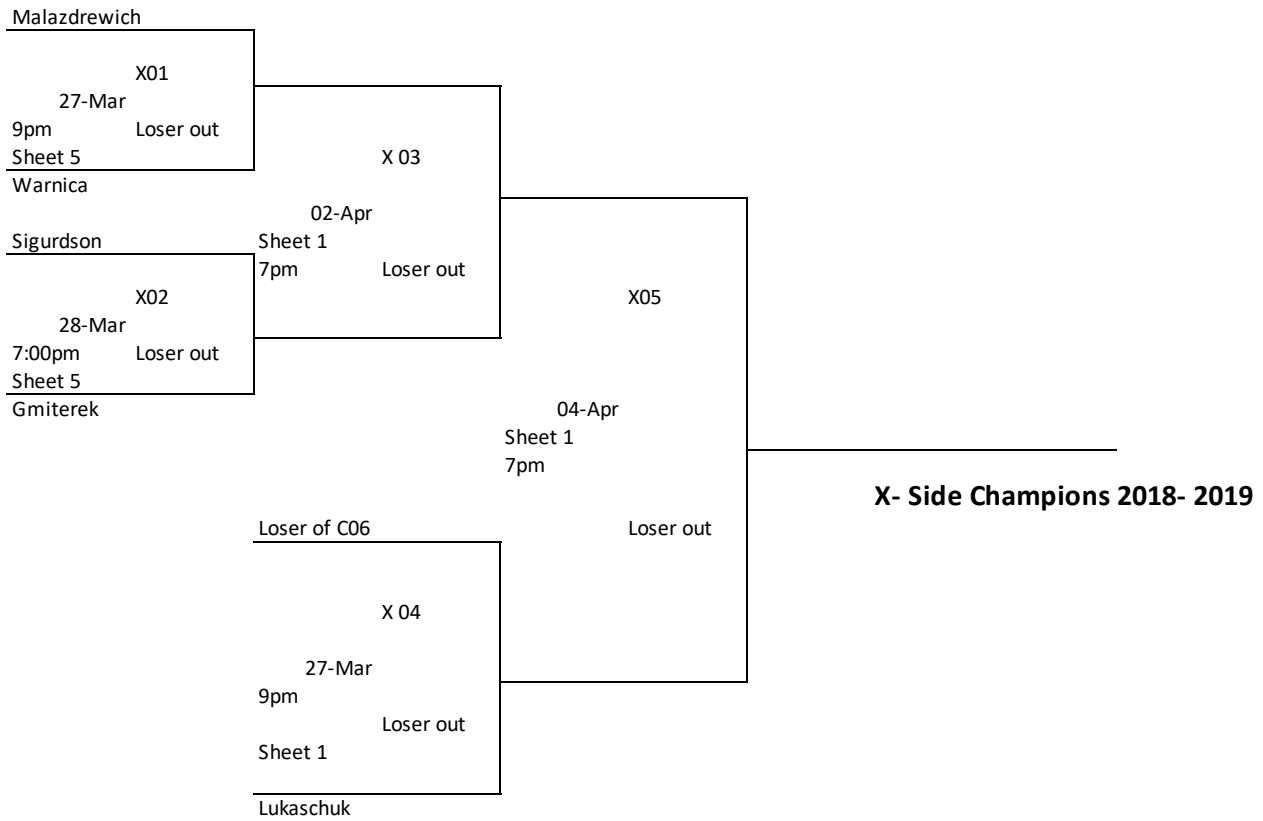 Malazdrewich
X01
27-Mar
9pm Loser out
Sheet 5
Warnica
X 03
02-Apr
Sheet 1
7pm Loser out
Sigurdson
X02
28-Mar
7:00pm Loser out
Sheet 5
Gmiterek
X05
04-Apr
Sheet 1
7pm
Loser out
X- Side Champions 2018- 2019
Loser of C06
X 04
27-Mar
9pm
Loser out
Sheet 1
Lukaschuk